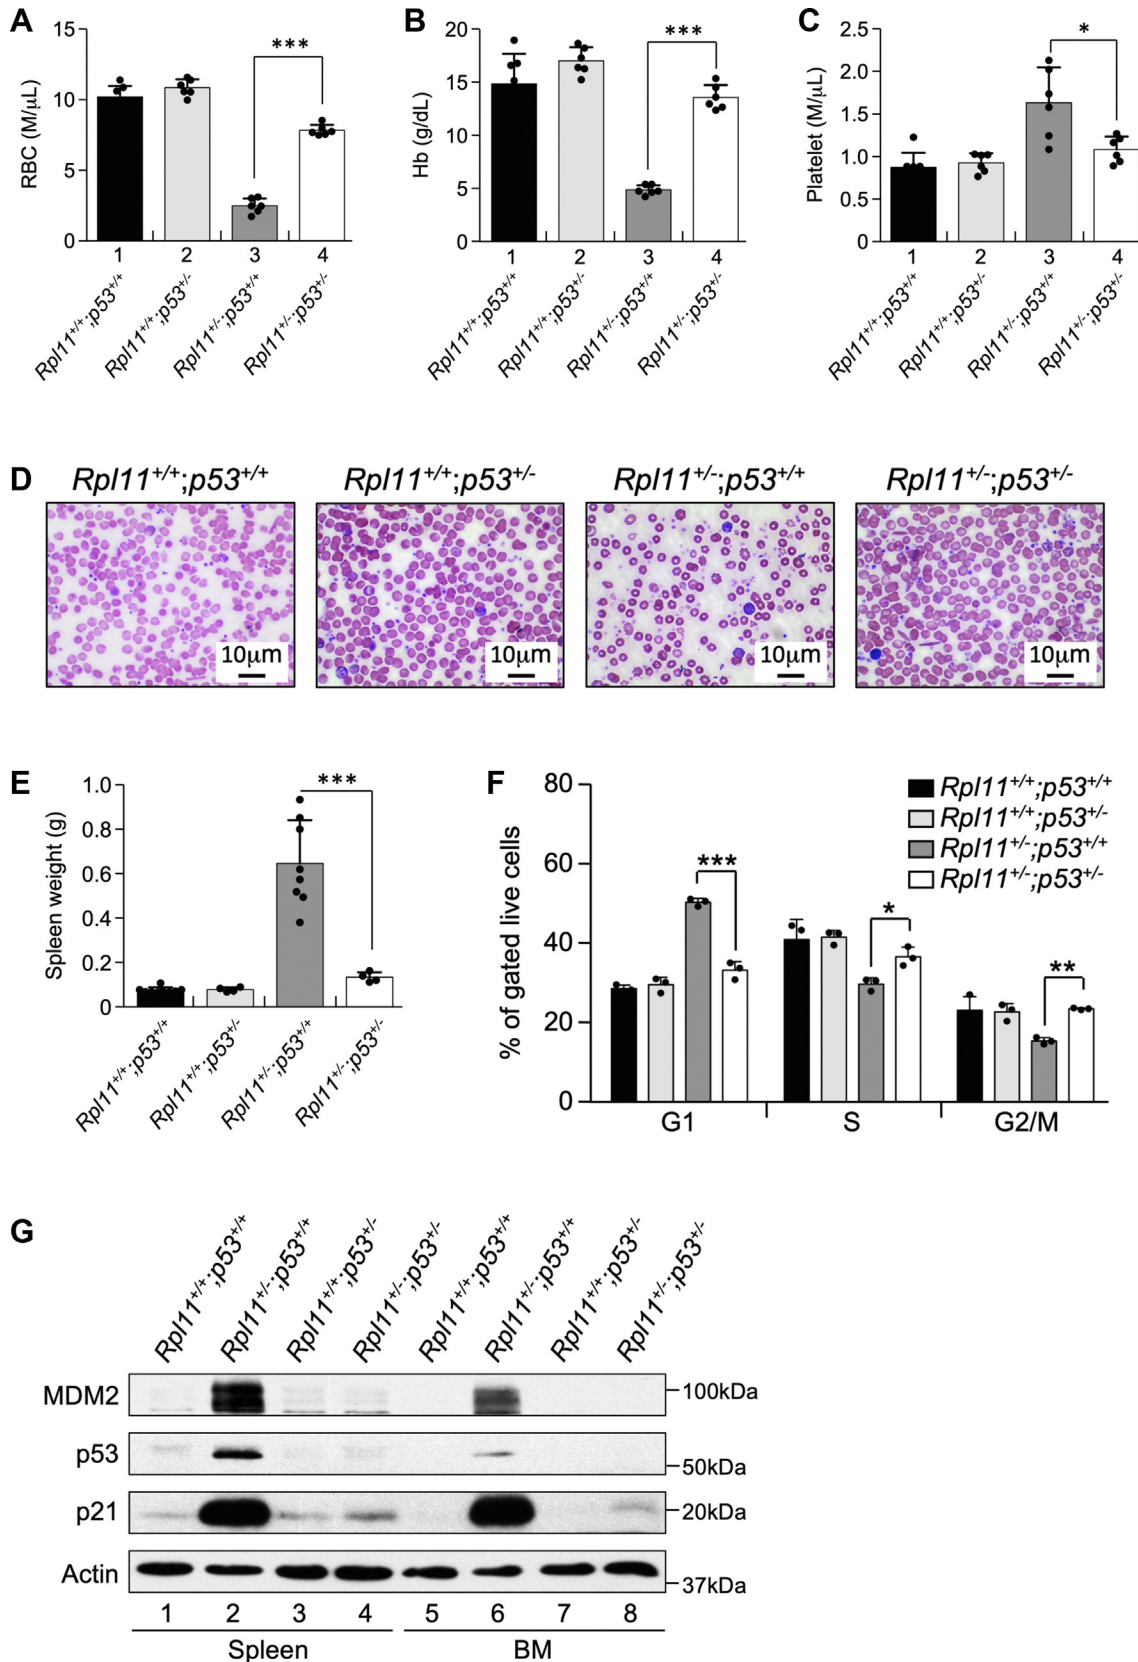 A
RBC (M/μL)
15
10
5
0
***
1
2
3
4
Rpl11+/+;p53+/+
Rpl11+/+;p53+/-
Rpl11+/-;p53+/+
Rpl11+/-;p53+/-
B
Hb (g/dL)
20
15
10
5
0
***
1
2
3
4
Rpl11+/+;p53+/+
Rpl11+/+;p53+/-
Rpl11+/-;p53+/+
Rpl11+/-;p53+/-
C
Platelet (M/μL)
2.5
2.0
1.5
1.0
0.5
0
*
1
2
3
4
Rpl11+/+;p53+/+
Rpl11+/+;p53+/-
Rpl11+/-;p53+/+
Rpl11+/-;p53+/-
D
Rpl11+/+;p53+/+
Rpl11+/+;p53+/-
Rpl11+/-;p53+/+
Rpl11+/-;p53+/-
10μm
10μm
10μm
10μm
E
Spleen weight (g)
1.0
0.8
0.6
0.4
0.2
0
***
Rpl11+/+;p53+/+
Rpl11+/+;p53+/-
Rpl11+/-;p53+/+
Rpl11+/-;p53+/-
F
% of gated live cells
80
60
40
20
0
Rpl11+/+;p53+/+
Rpl11+/+;p53+/-
Rpl11+/-;p53+/+
Rpl11+/-;p53+/-
***
*
**
G1
S
G2/M
G
Rpl11+/+;p53+/+
Rpl11+/-;p53+/+
Rpl11+/+;p53+/-
Rpl11+/-;p53+/-
Rpl11+/+;p53+/+
Rpl11+/-;p53+/+
Rpl11+/+;p53+/-
Rpl11+/-;p53+/-
MDM2
100kDa
p53
50kDa
p21
20kDa
Actin
37kDa
1 2 3 4 5 6 7 8
Spleen BM